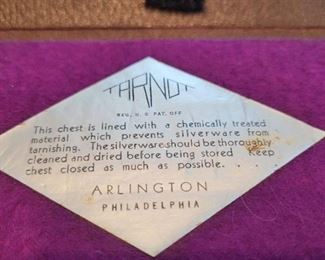 TARNOT
REG. U. S. PAT. OFF.
This chest is lined with a chemically treated
material which prevents silverware from
tarnishing. The silverware should be thoroughly
cleaned and dried before being stored. Keep
chest closed as much as possible. . . .
ARLINGTON
PHILADELPHIA